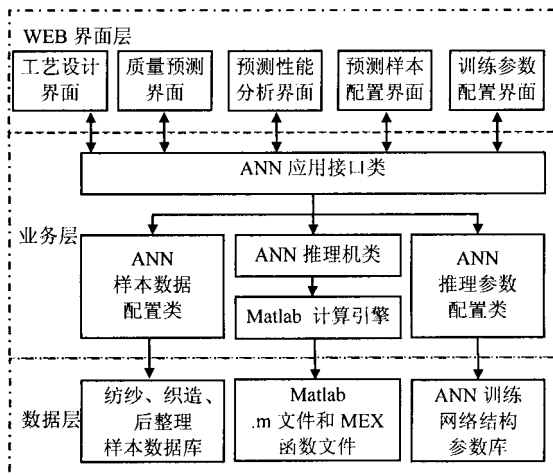 WEB 界面层
工艺设计
界面
质量预测
界面
预测性能
分析界面
预测样本
配置界面
训练参数
配置界面
ANN 应用接口类
业务层
ANN
样本数据
配置类
ANN 推理机类
Matlab 计算引擎
ANN
推理参数
配置类
数据层
纺纱、织造、
后整理
样本数据库
Matlab
.m 文件和 MEX
函数文件
ANN 训练
网络结构
参数库